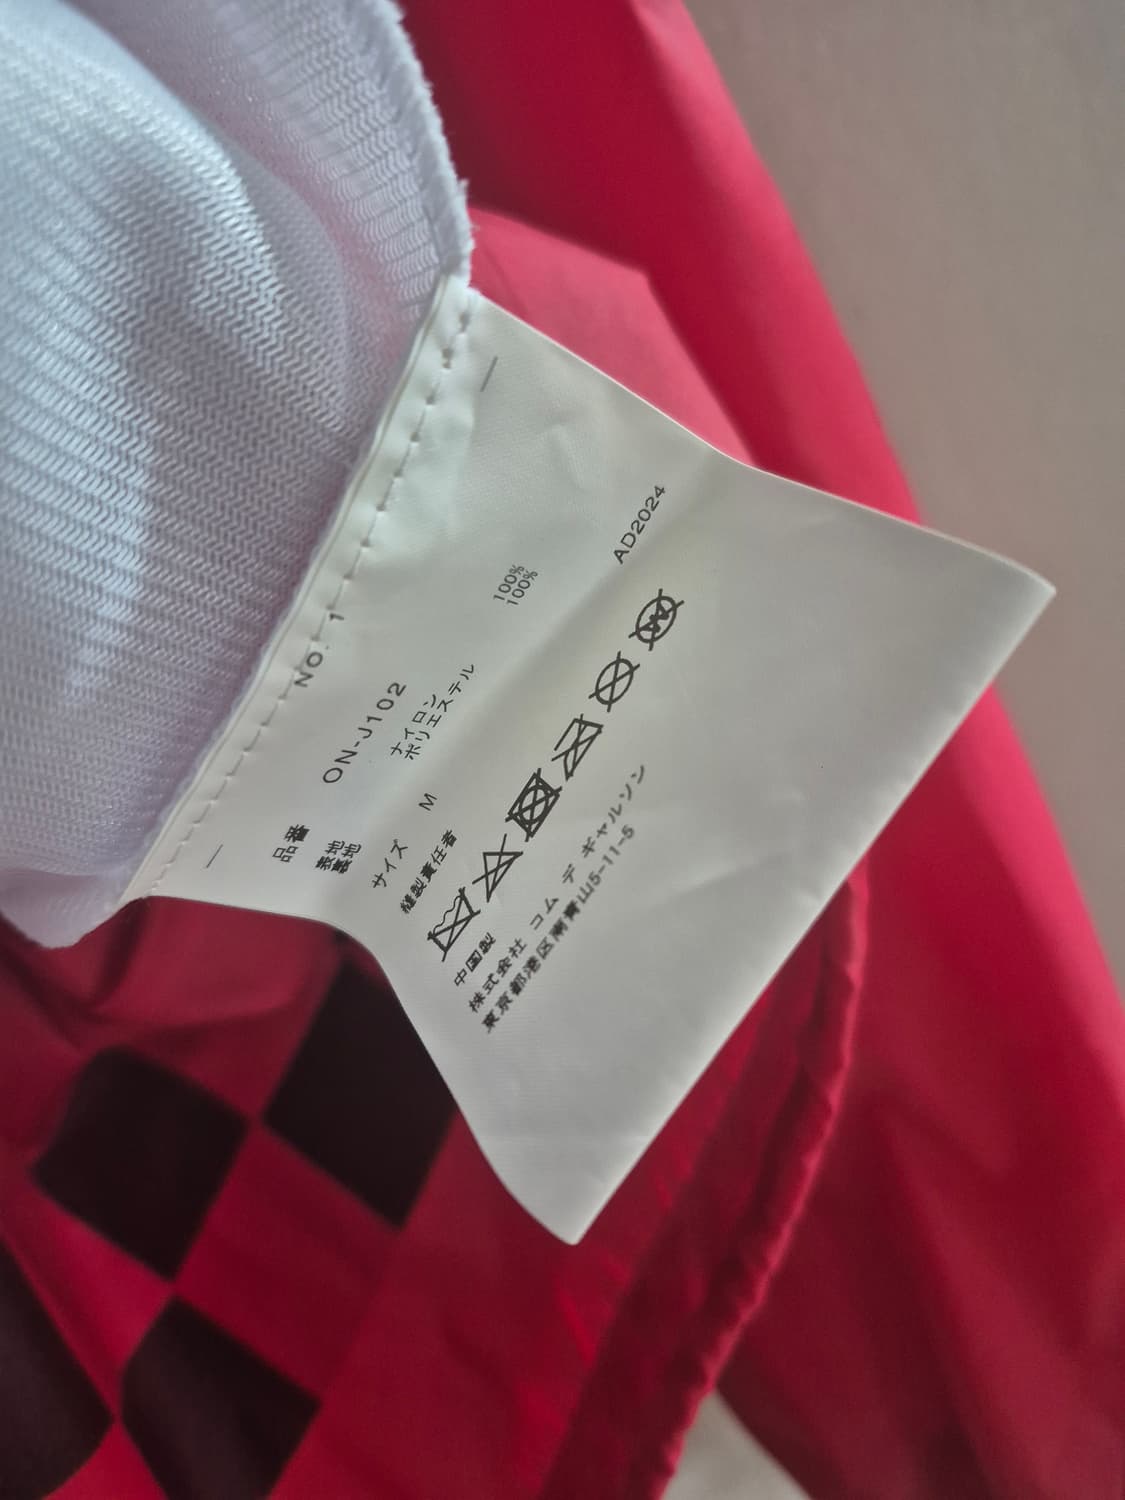 NO. 1
品番 ON-J102
表地 ナイロン 100%
裏地 ポリエステル 100%
サイズ M
縫製責任者
AD2024
W
中国製
株式会社 コム デ ギャルソン
東京都港区南青山5-11-5